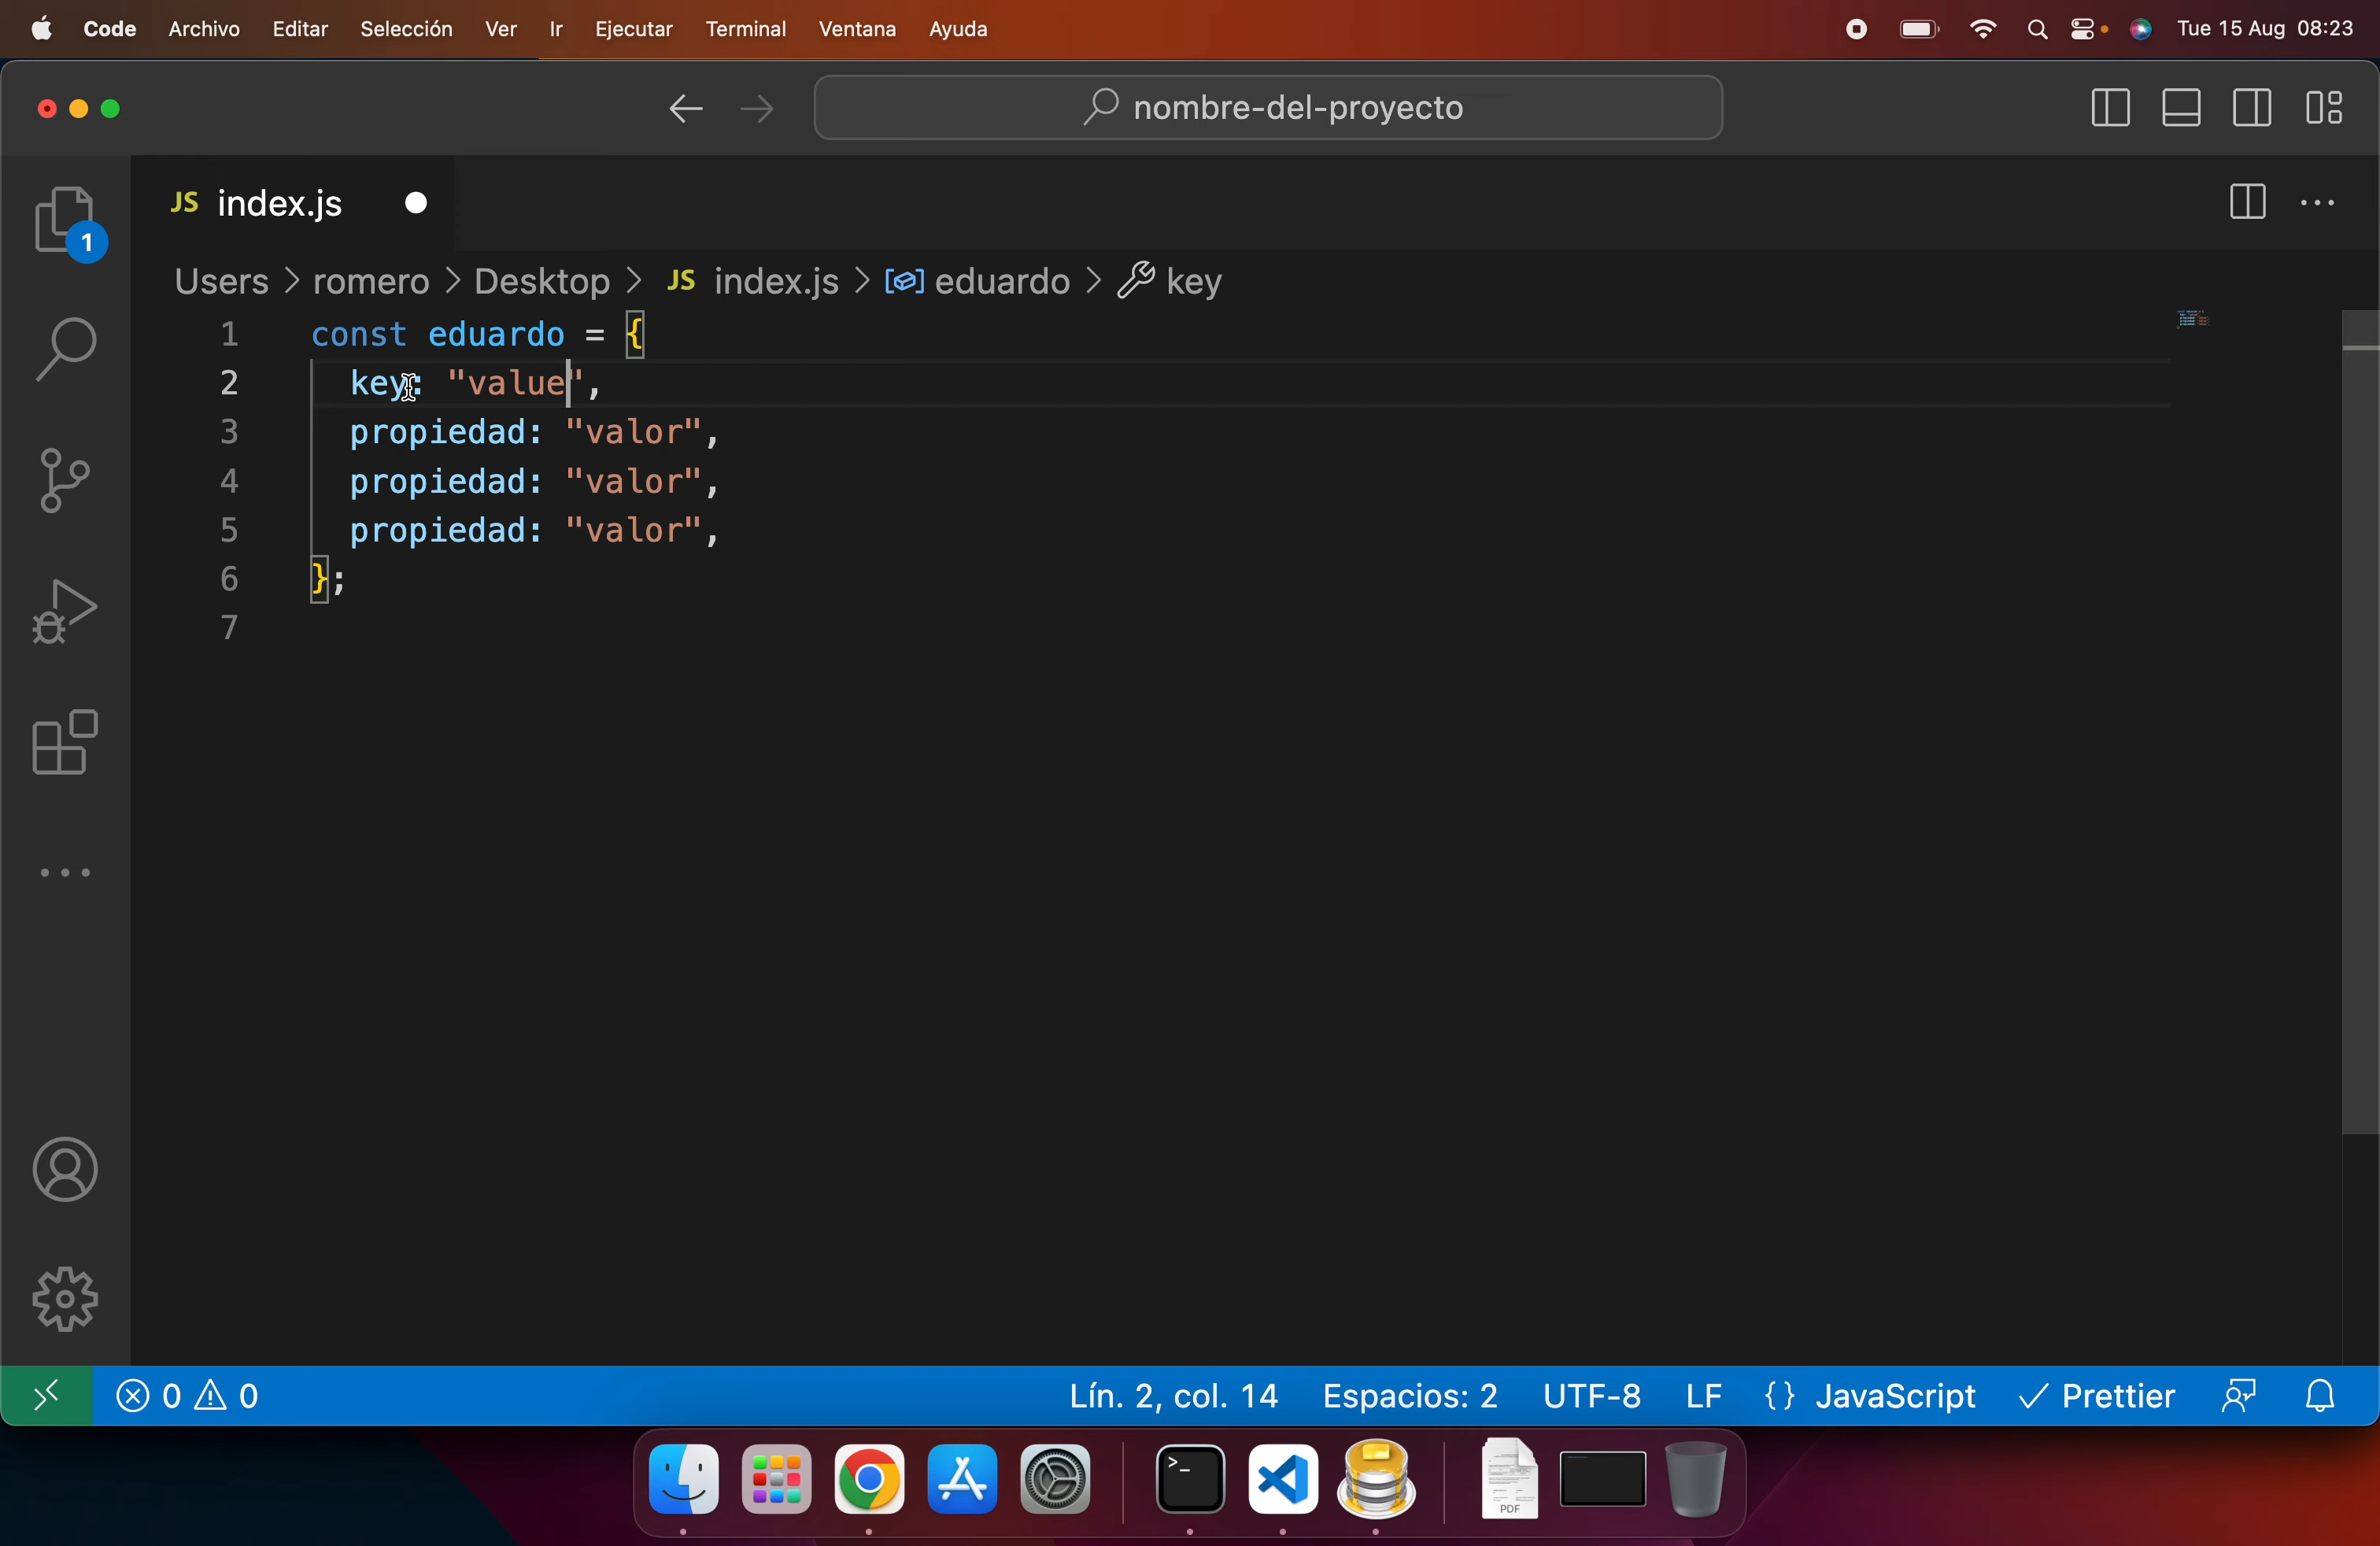 Code Archivo Editar Selección Ver Ir Ejecutar Terminal Ventana Ayuda Tue 15 Aug 08:23
nombre-del-proyecto
JS index.js
1
Users > romero > Desktop > JS index.js > eduardo > key
1 const eduardo = {
2 key: "value",
3 propiedad: "valor",
4 propiedad: "valor",
5 propiedad: "valor",
6 };
7
0 0 Lín. 2, col. 14 Espacios: 2 UTF-8 LF {} JavaScript Prettier
>_
PDF